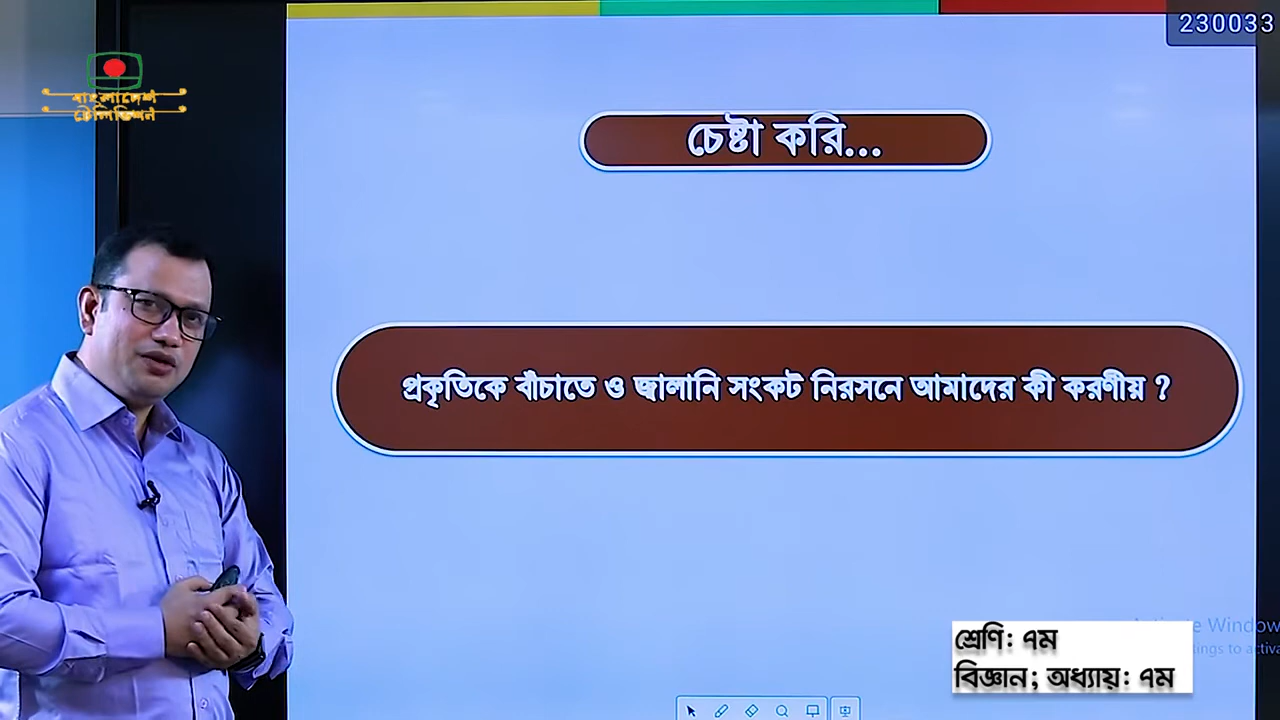 230033
বাংলাদেশ
টেলিভিশন
চেষ্টা করি...
প্রকৃতিকে বাঁচাতে ও জ্বালানি সংকট নিরসনে আমাদের কী করণীয় ?
শ্রেণি: ৭ম
বিজ্ঞান; অধ্যায়: ৭ম